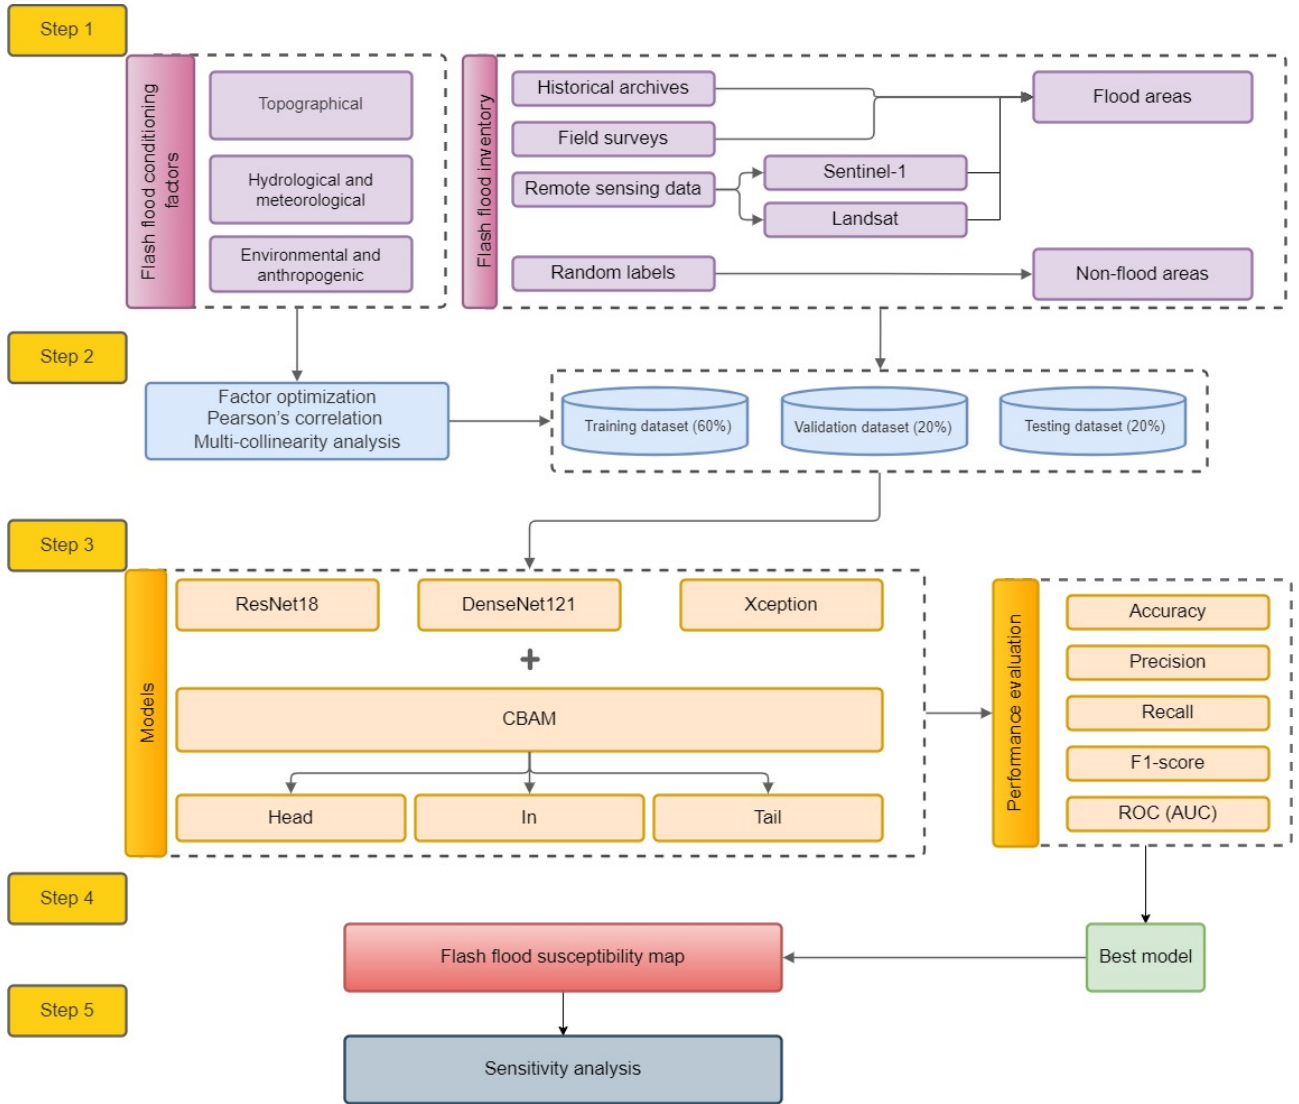 Step 1
Flash flood conditioning
factors
Topographical
Hydrological and
meteorological
Environmental and
anthropogenic
Flash flood inventory
Historical archives
Field surveys
Remote sensing data
Sentinel-1
Landsat
Random labels
Flood areas
Non-flood areas
Step 2
Factor optimization
Pearson's correlation
Multi-collinearity analysis
Training dataset (60%)
Validation dataset (20%)
Testing dataset (20%)
Step 3
Models
ResNet18
DenseNet121
Xception
+
CBAM
Head
In
Tail
Performance evaluation
Accuracy
Precision
Recall
F1-score
ROC (AUC)
Step 4
Flash flood susceptibility map
Best model
Step 5
Sensitivity analysis